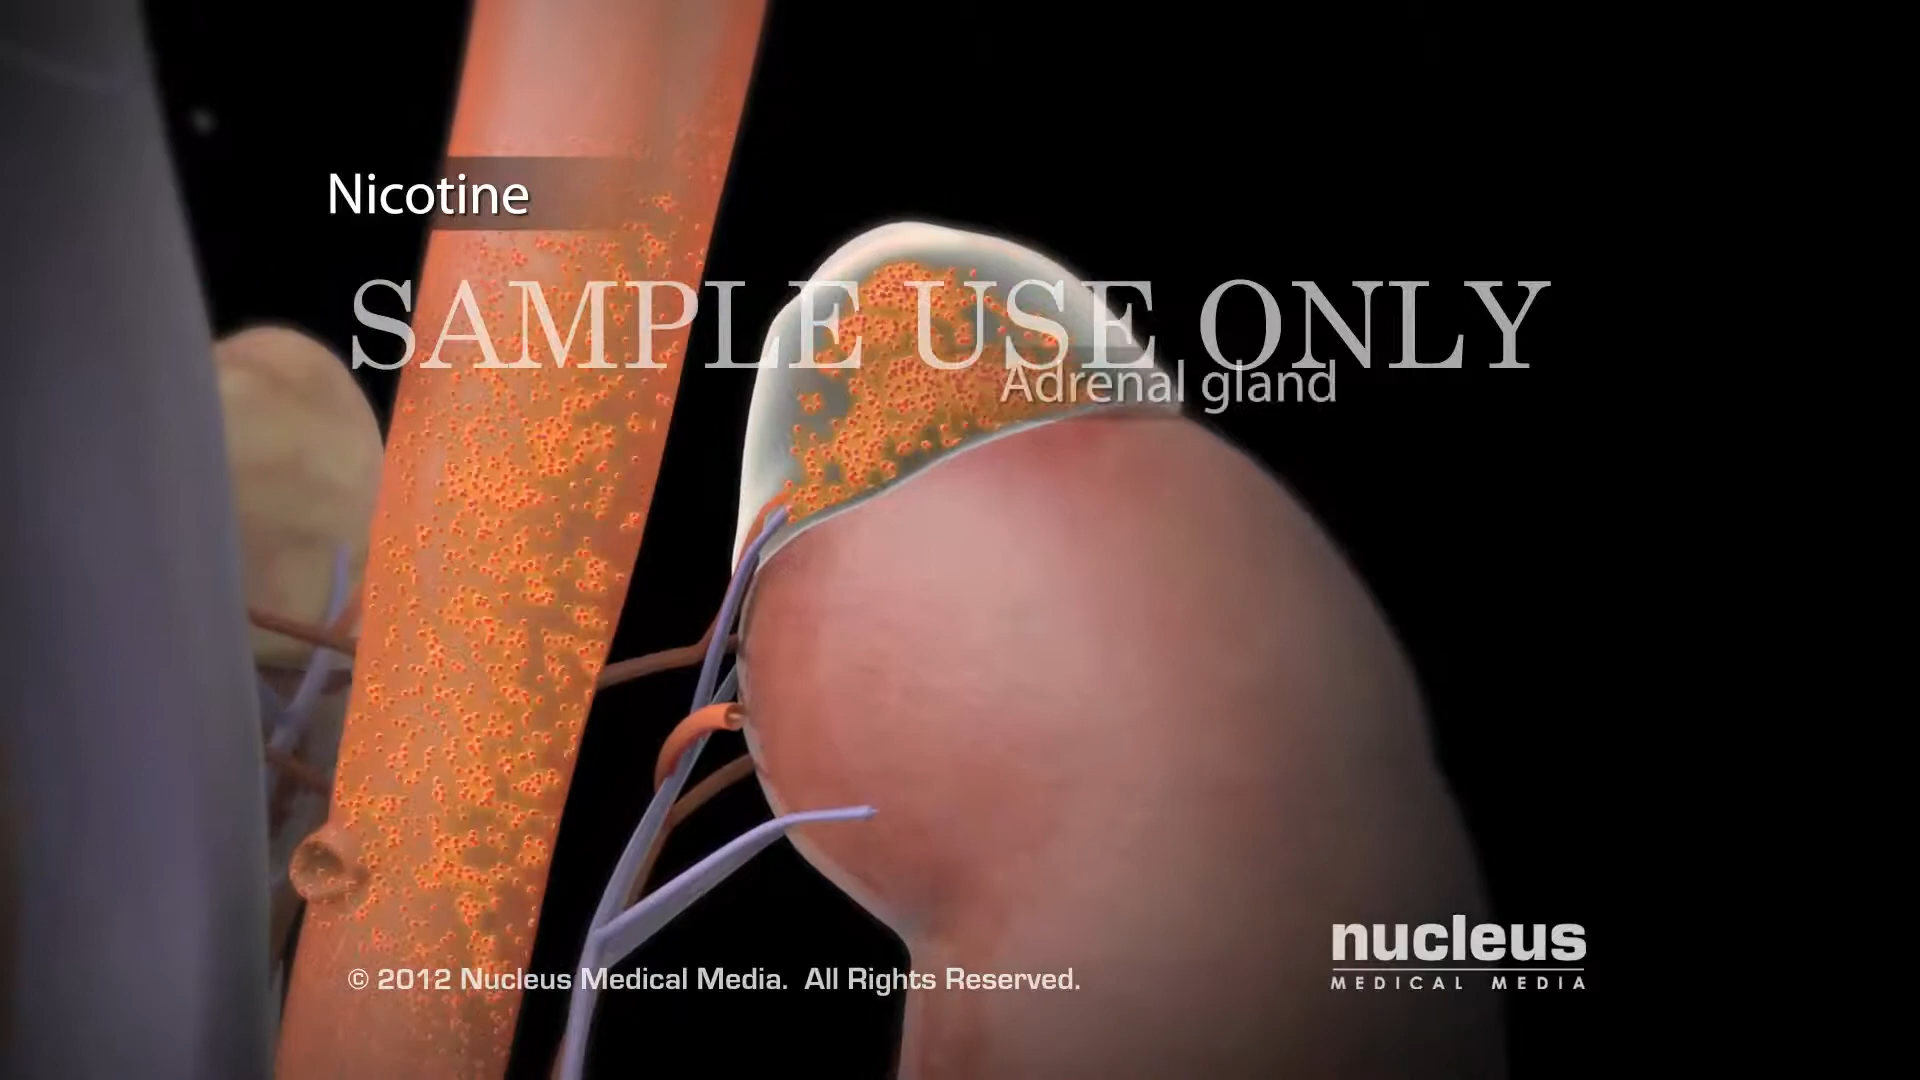 Nicotine
SAMPLE USE ONLY
Adrenal gland
nucleus
© 2012 Nucleus Medical Media. All Rights Reserved.
MEDICAL MEDIA